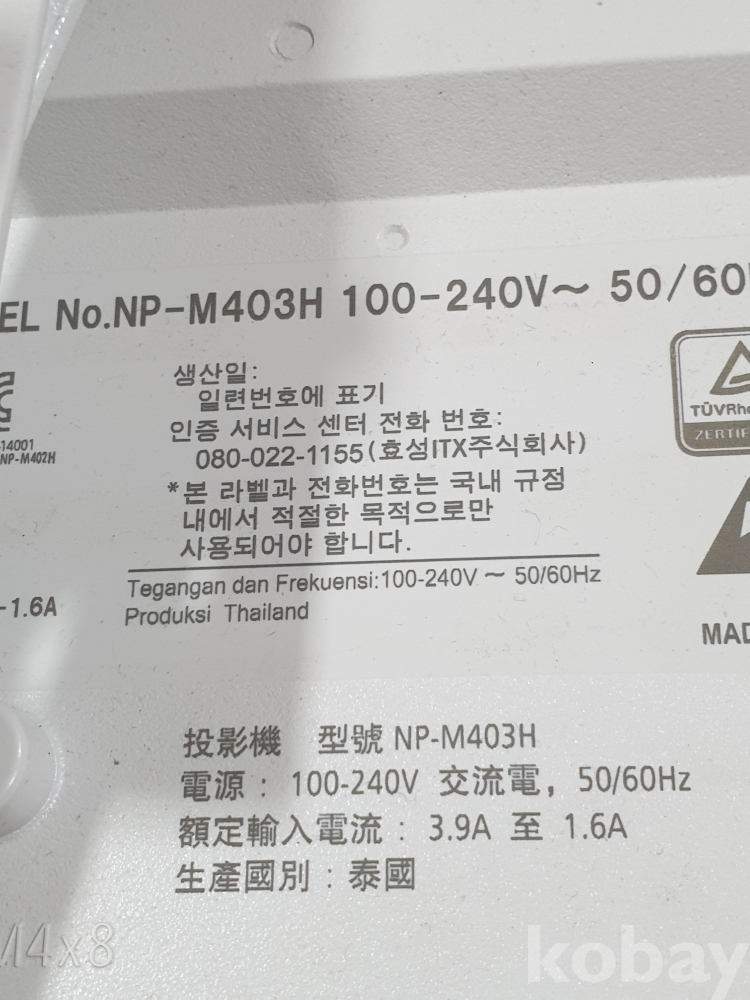 EL No.NP-M403H 100-240V～ 50/60
생산일:
일련번호에 표기
인증 서비스 센터 전화 번호:
080-022-1155(효성ITX주식회사)
*본 라벨과 전화번호는 국내 규정
내에서 적절한 목적으로만
사용되어야 합니다.
14001
NP-M402H
TÜVRhe
ZERTIFIE
Tegangan dan Frekuensi:100-240V ～ 50/60Hz
Produksi Thailand
-1.6A
MAD
投影機 型號 NP-M403H
電源： 100-240V 交流電，50/60Hz
額定輸入電流： 3.9A 至 1.6A
生產國別：泰國
M4x8
kobay